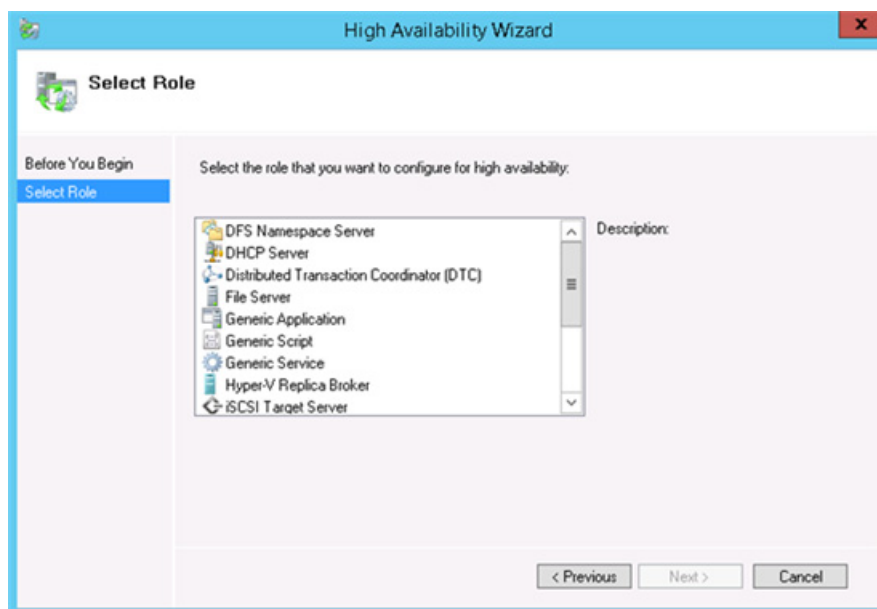 High Availability Wizard
x
Select Role
Before You Begin
Select Role
Select the role that you want to configure for high availability:
DFS Namespace Server
DHCP Server
Distributed Transaction Coordinator (DTC)
File Server
Generic Application
Generic Script
Generic Service
Hyper-V Replica Broker
iSCSI Target Server
Description:
< Previous
Next >
Cancel